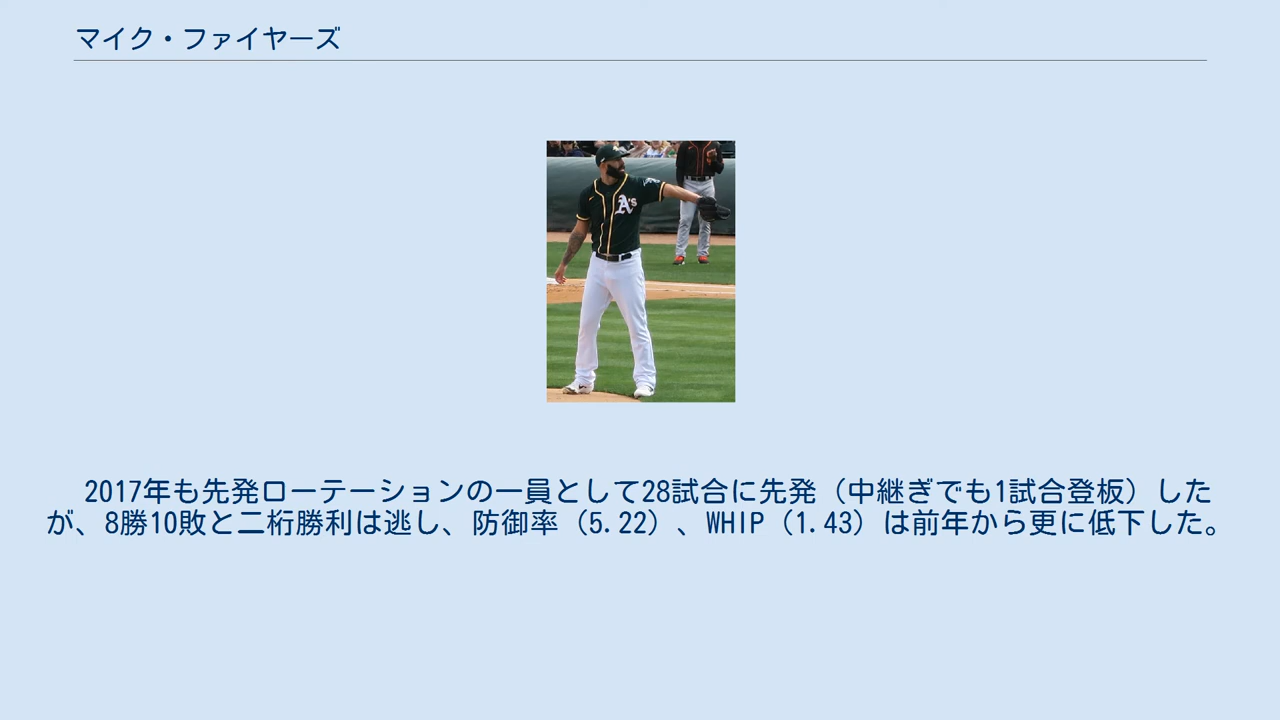 マイク・ファイヤーズ
A's
2017年も先発ローテーションの一員として28試合に先発（中継ぎでも1試合登板）した
が、8勝10敗と二桁勝利は逃し、防御率（5.22）、WHIP（1.43）は前年から更に低下した。